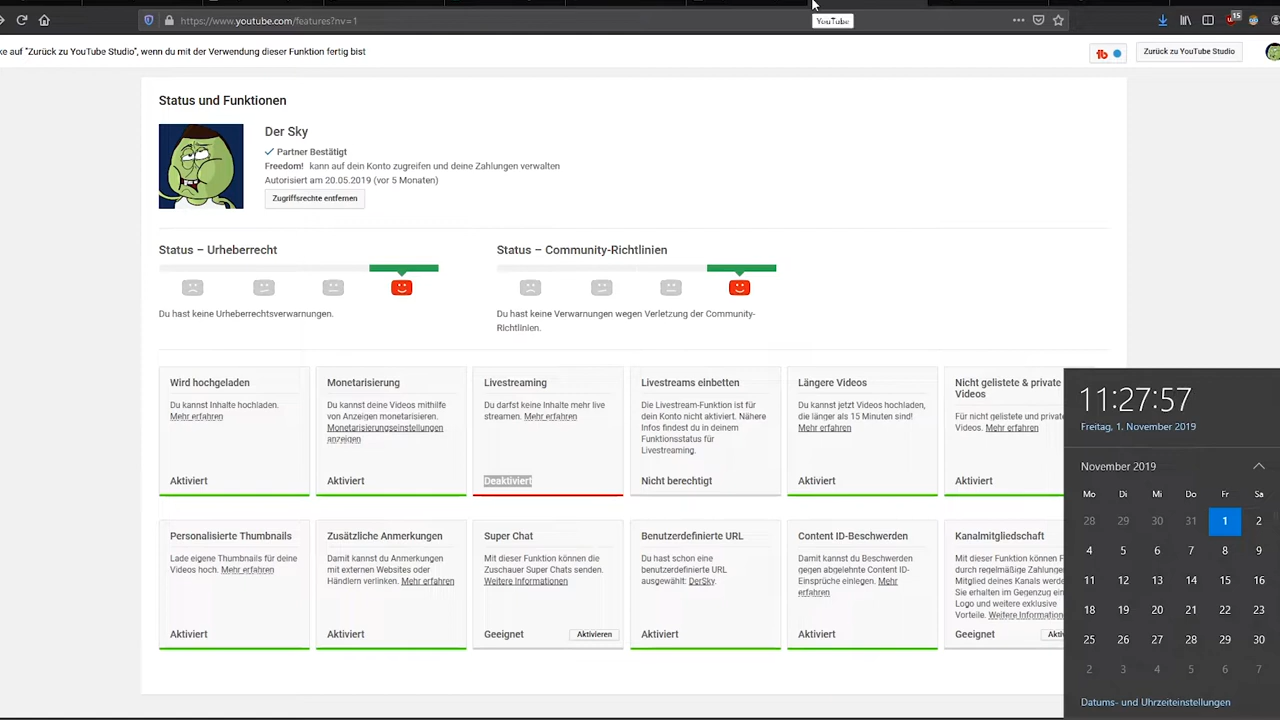 https://www.youtube.com/features?nv=1
YouTube
15
ke auf "Zurück zu YouTube Studio", wenn du mit der Verwendung dieser Funktion fertig bist
tb
Zurück zu YouTube Studio
Status und Funktionen
Der Sky
Partner Bestätigt
Freedom! kann auf dein Konto zugreifen und deine Zahlungen verwalten
Autorisiert am 20.05.2019 (vor 5 Monaten)
Zugriffsrechte entfernen
Status – Urheberrecht
Du hast keine Urheberrechtsverwarnungen.
Status – Community-Richtlinien
Du hast keine Verwarnungen wegen Verletzung der Community-
Richtlinien.
Wird hochgeladen
Du kannst Inhalte hochladen.
Mehr erfahren
Aktiviert
Monetarisierung
Du kannst deine Videos mithilfe
von Anzeigen monetarisieren.
Monetarisierungseinstellungen
anzeigen
Aktiviert
Livestreaming
Du darfst keine Inhalte mehr live
streamen. Mehr erfahren
Deaktiviert
Livestreams einbetten
Die Livestream-Funktion ist für
dein Konto nicht aktiviert. Nähere
Infos findest du in deinem
Funktionsstatus für
Livestreaming.
Nicht berechtigt
Längere Videos
Du kannst jetzt Videos hochladen,
die länger als 15 Minuten sind!
Mehr erfahren
Aktiviert
Nicht gelistete & private
Videos
Für nicht gelistete und private
Videos. Mehr erfahren
Aktiviert
Personalisierte Thumbnails
Lade eigene Thumbnails für deine
Videos hoch. Mehr erfahren
Aktiviert
Zusätzliche Anmerkungen
Damit kannst du Anmerkungen
mit externen Websites oder
Händlern verlinken. Mehr erfahren
Aktiviert
Super Chat
Mit dieser Funktion können die
Zuschauer Super Chats senden.
Weitere Informationen
Geeignet
Aktivieren
Benutzerdefinierte URL
Du hast schon eine
benutzerdefinierte URL
ausgewählt: DerSky.
Aktiviert
Content ID-Beschwerden
Damit kannst du Beschwerden
gegen abgelehnte Content ID-
Einsprüche einlegen. Mehr
erfahren
Aktiviert
Kanalmitgliedschaft
Mit dieser Funktion können F
durch regelmäßige Zahlungen
Mitglied deines Kanals werde
Sie erhalten im Gegenzug ein
Logo und weitere exklusive
Vorteile. Weitere Information
Geeignet
Akti
11:27:57
Freitag, 1. November 2019
November 2019
Mo Di Mi Do Fr Sa
28 29 30 31 1 2
4 5 6 7 8 9
11 12 13 14 15 16
18 19 20 21 22 23
25 26 27 28 29 30
2 3 4 5 6 7
Datums- und Uhrzeiteinstellungen